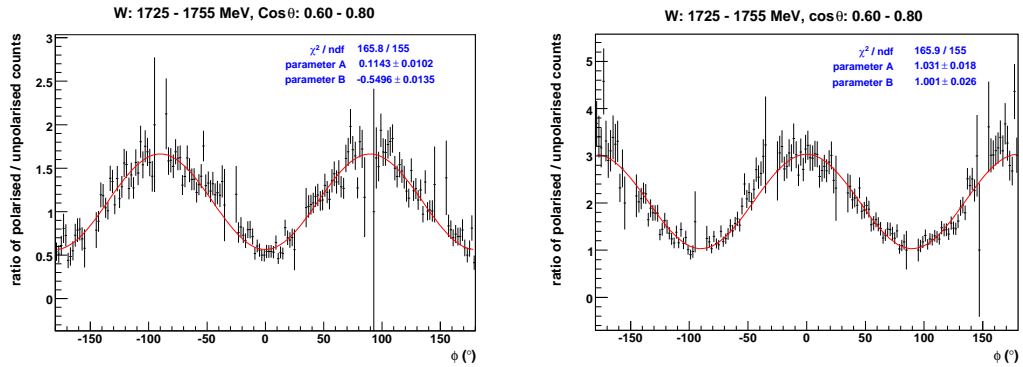 W: 1725 - 1755 MeV, Cosθ: 0.60 - 0.80
ratio of polarised / unpolarised counts
3
2.5
2
1.5
1
0.5
0
χ² / ndf 165.8 / 155
parameter A 0.1143 ± 0.0102
parameter B -0.5496 ± 0.0135
-150 -100 -50 0 50 100 150
ϕ (°)
W: 1725 - 1755 MeV, cosθ: 0.60 - 0.80
ratio of polarised / unpolarised counts
5
4
3
2
1
0
χ² / ndf 165.9 / 155
parameter A 1.031 ± 0.018
parameter B 1.001 ± 0.026
-150 -100 -50 0 50 100 150
ϕ (°)